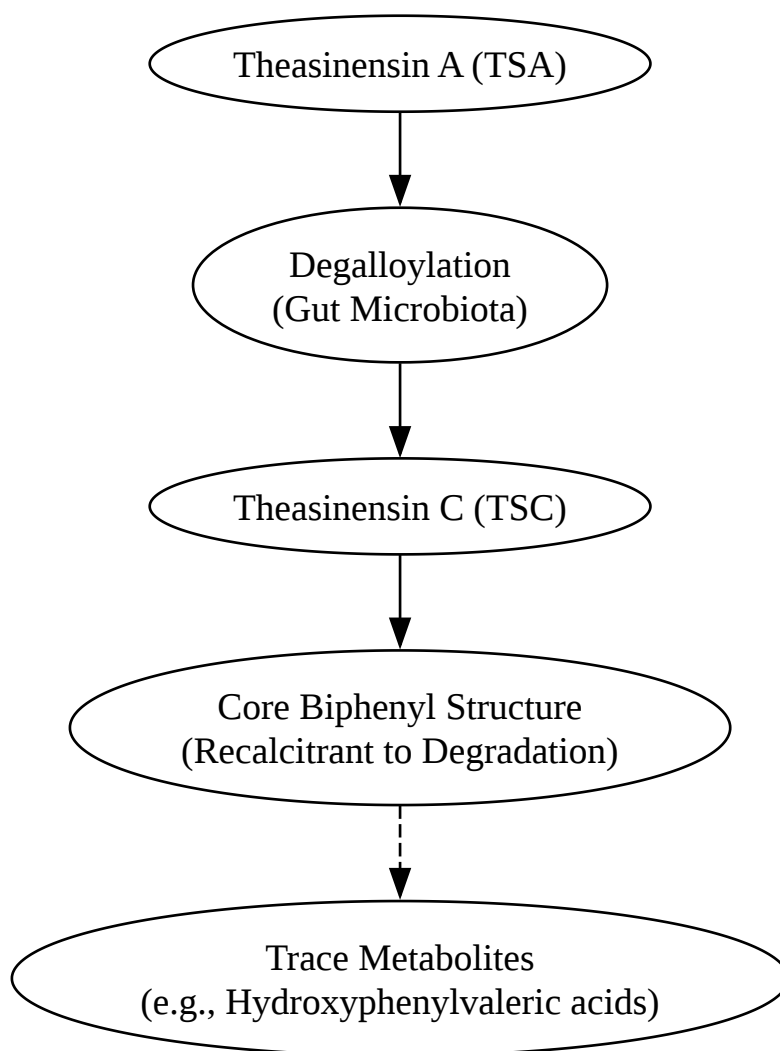 Theasinensin A (TSA)
Degalloylation
(Gut Microbiota)
Theasinensin C (TSC)
Core Biphenyl Structure
(Recalcitrant to Degradation)
Trace Metabolites
(e.g., Hydroxyphenylvaleric acids)